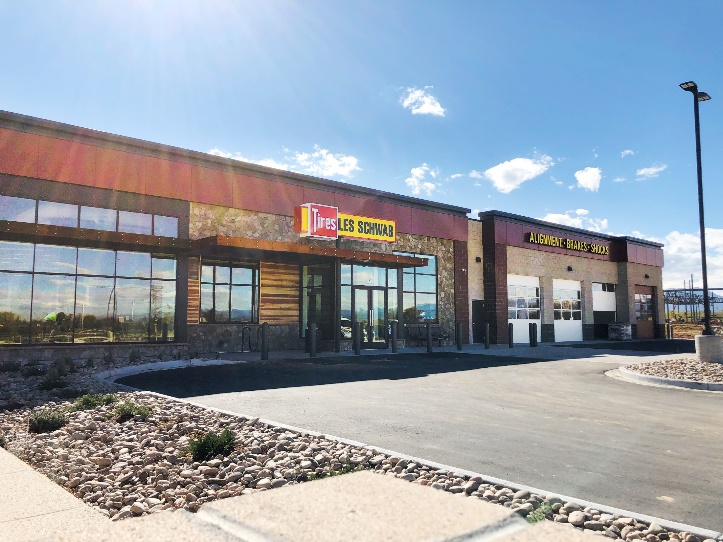 Tires LES SCHWAB
ALIGNMENT · BRAKES · SHOCKS